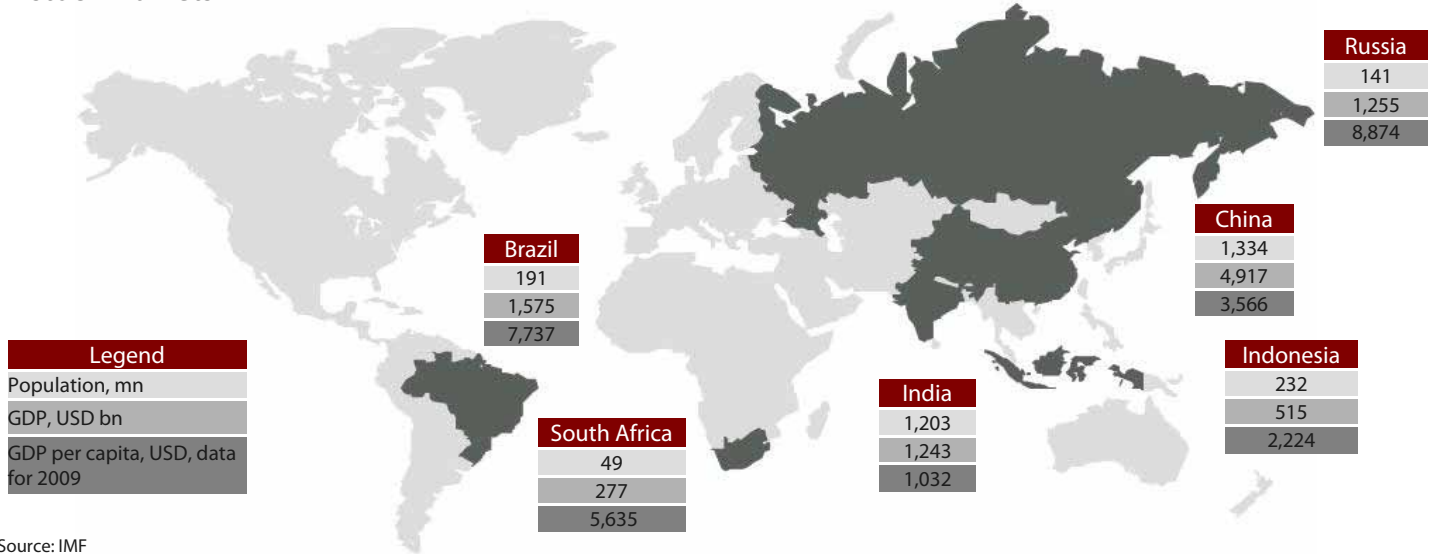 Russia
141
1,255
8,874
China
1,334
4,917
3,566
Brazil
191
1,575
7,737
Legend
Population, mn
GDP, USD bn
GDP per capita, USD, data
for 2009
Indonesia
232
515
2,224
India
1,203
1,243
1,032
South Africa
49
277
5,635
Source: IMF